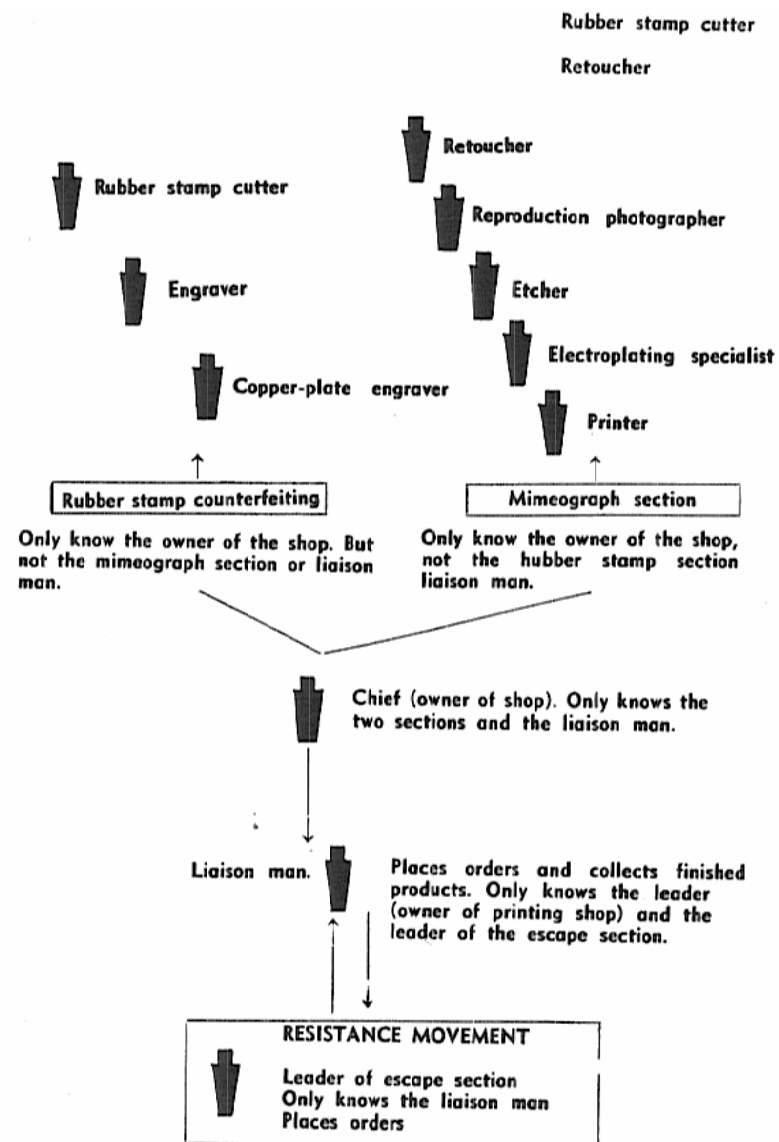 Rubber stamp cutter
Retoucher
Retoucher
Rubber stamp cutter
Reproduction photographer
Engraver
Etcher
Electroplating specialist
Copper-plate engraver
Printer
Rubber stamp counterfeiting
Mimeograph section
Only know the owner of the shop. But
not the mimeograph section or liaison
man.
Only know the owner of the shop,
not the hubber stamp section
liaison man.
Chief (owner of shop). Only knows the
two sections and the liaison man.
Liaison man.
Places orders and collects finished
products. Only knows the leader
(owner of printing shop) and the
leader of the escape section.
RESISTANCE MOVEMENT
Leader of escape section
Only knows the liaison man
Places orders